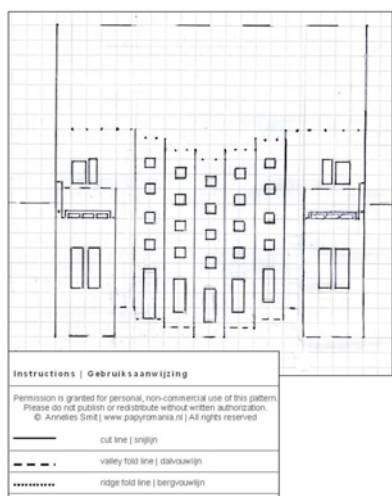 Instructions | Gebruiksaanwijzing
Permission is granted for personal, non-commercial use of this pattern.
Please do not publish or redistribute without written authorization.
© Annelies Smit | www.papyromania.nl | All rights reserved
cut line | snijlijn
valley fold line | dalvouwlijn
ridge fold line | bergvouwlijn